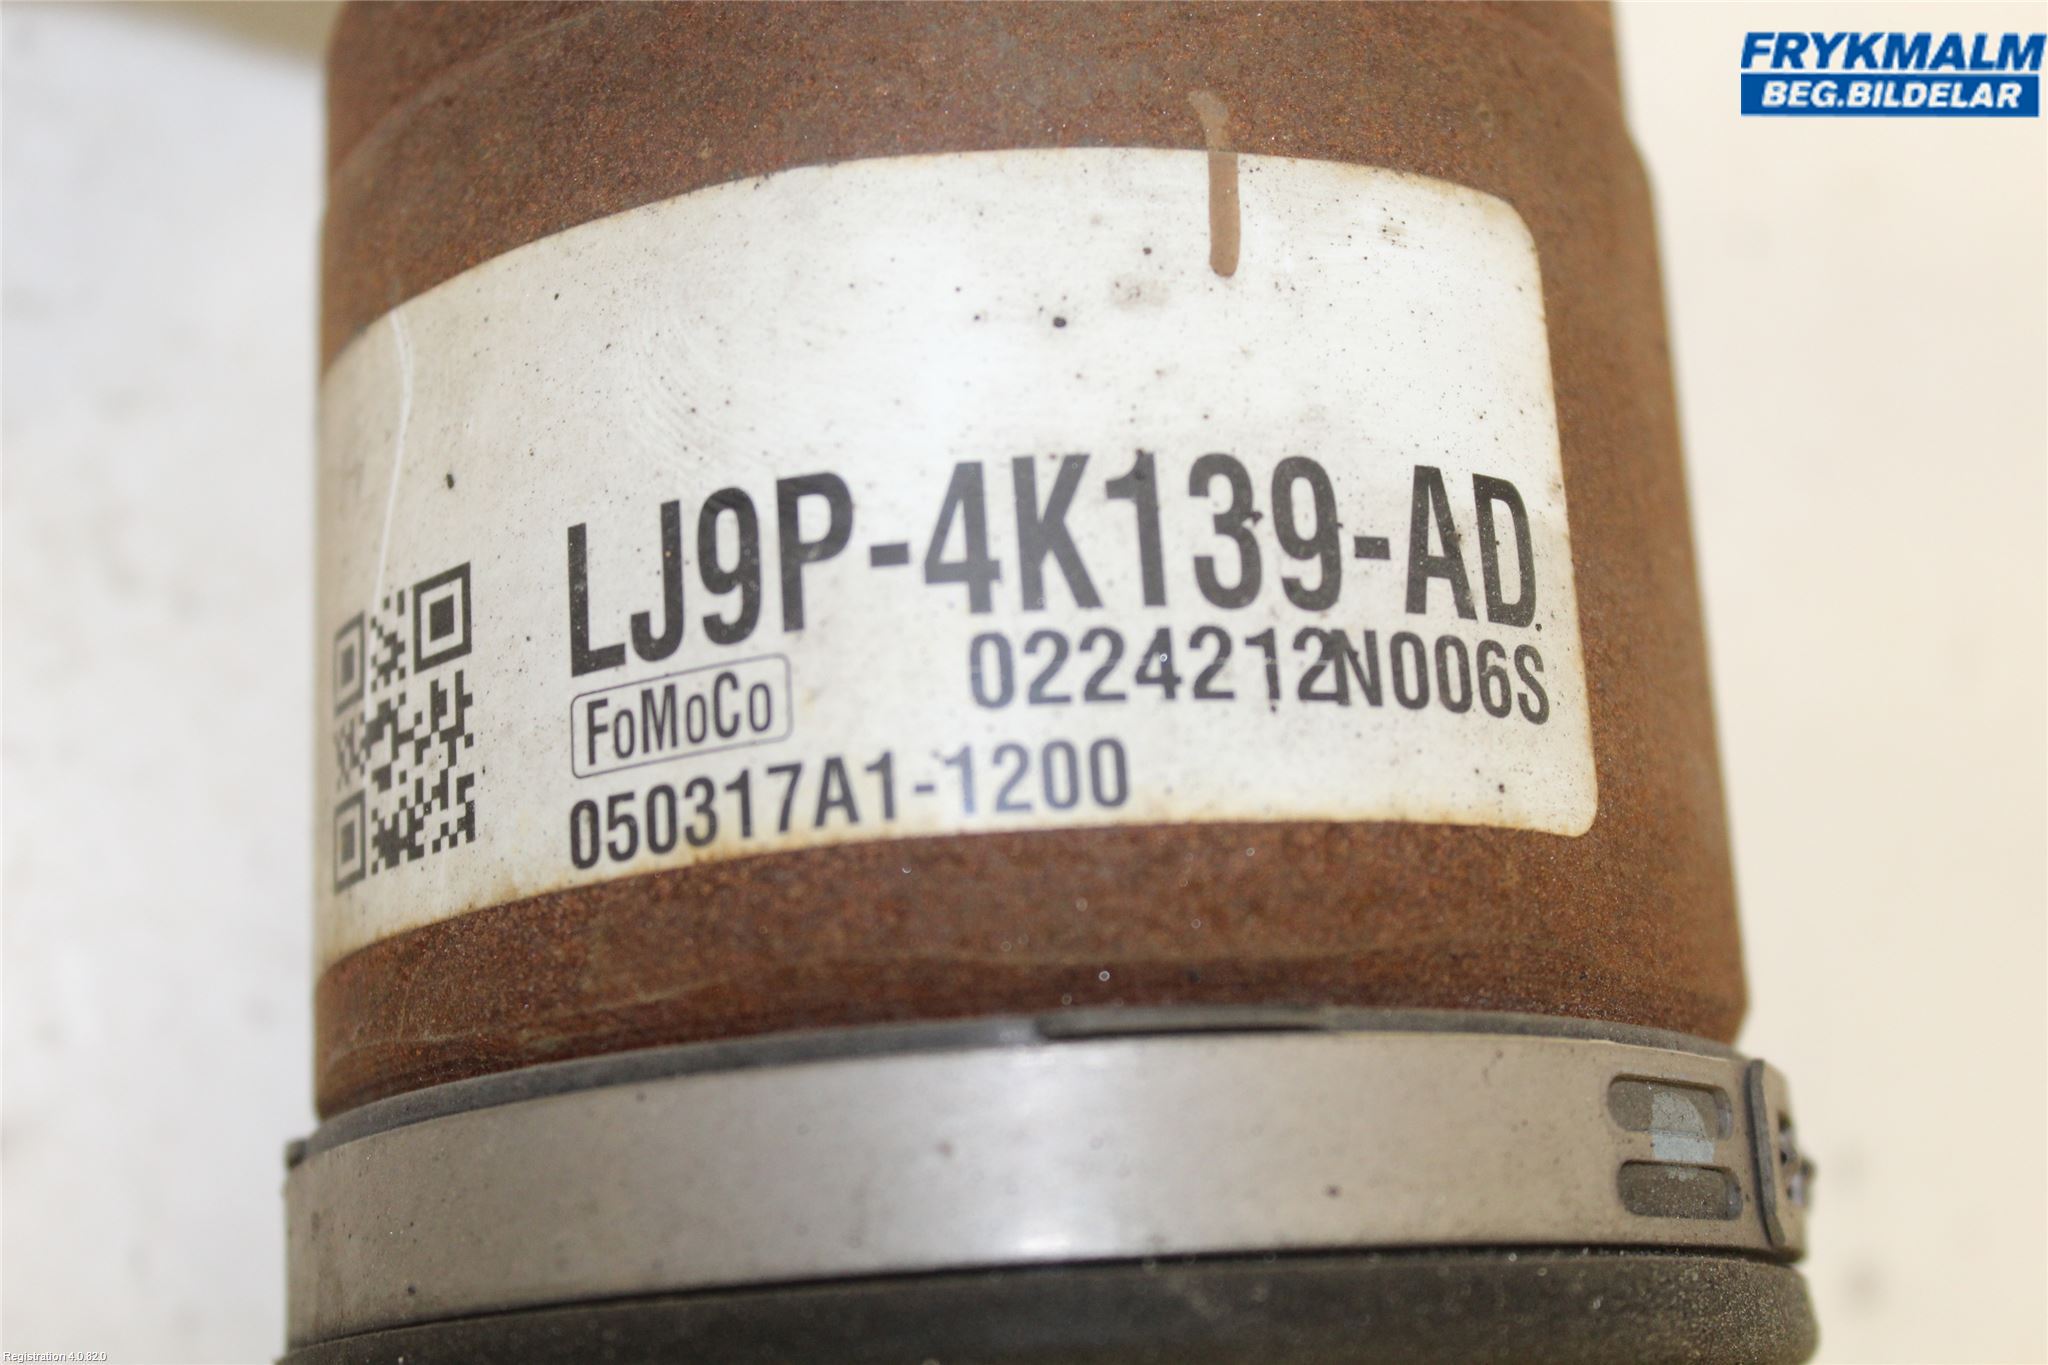 FRYKMALM
BEG.BILDELAR
LJ9P-4K139-AD
0224212N006S
FoMoCo
050317A1-1200
Registration 4.0.82.0